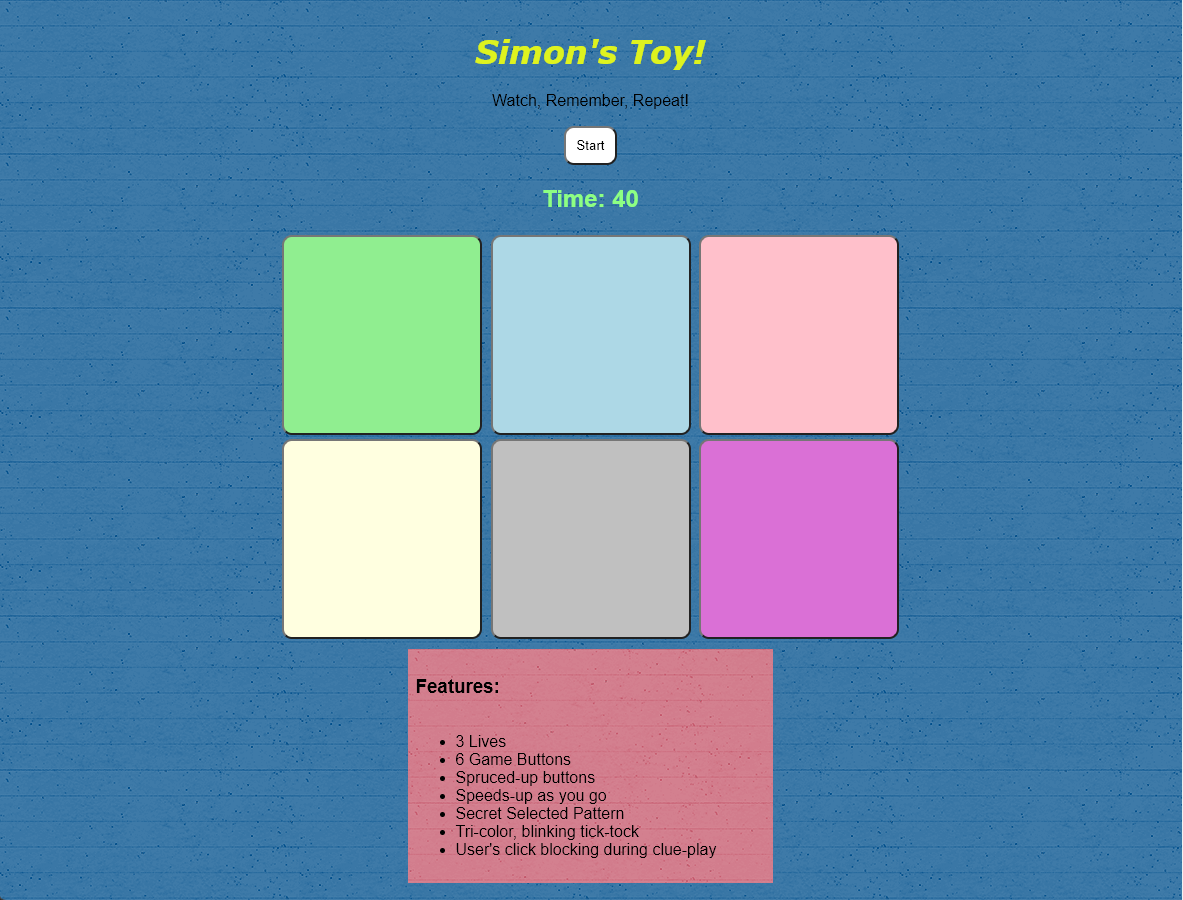 Simon's Toy!
Watch, Remember, Repeat!
Start
Time: 40
Features:
3 Lives
6 Game Buttons
Spruced-up buttons
Speeds-up as you go
Secret Selected Pattern
Tri-color, blinking tick-tock
User's click blocking during clue-play